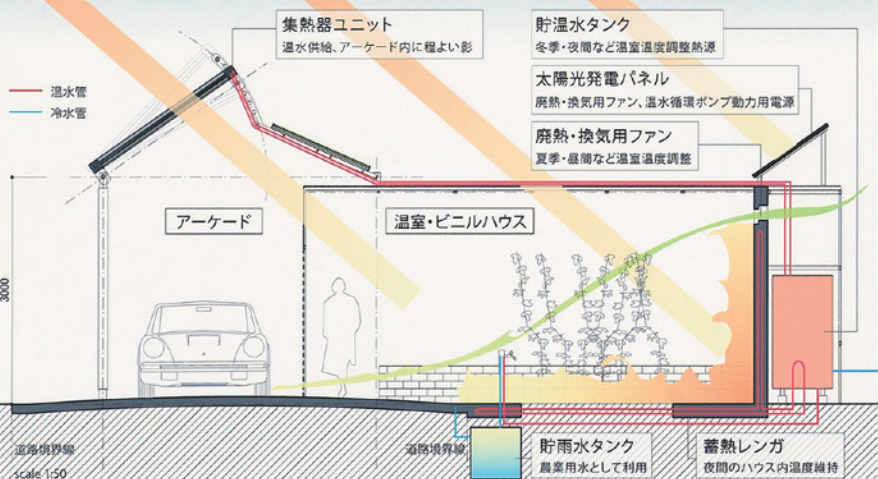 集熱器ユニット
温水供給、アーケード内に程よい影
貯温水タンク
冬季・夜間など温室温度調整熱源
太陽光発電パネル
廃熱・換気用ファン、温水循環ポンプ動力用電源
廃熱・換気用ファン
夏季・昼間など温室温度調整
温水管
冷水管
アーケード
温室・ビニルハウス
3000
道路境界線
scale 1:50
道路境界線
貯雨水タンク
農業用水として利用
蓄熱レンガ
夜間のハウス内温度維持